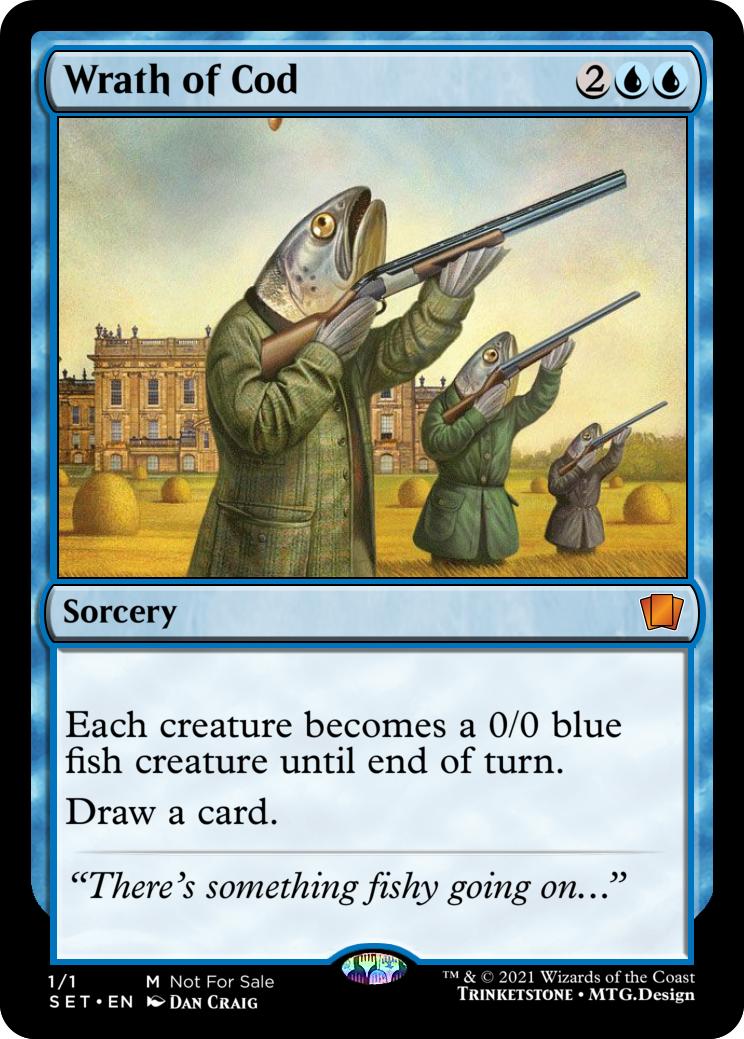 Wrath of Cod 2
Sorcery
Each creature becomes a 0/0 blue
fish creature until end of turn.
Draw a card.
“There’s something fishy going on…”
1/1 M Not For Sale ™ & © 2021 Wizards of the Coast
SET • EN Dan Craig Trinketstone • MTG.Design